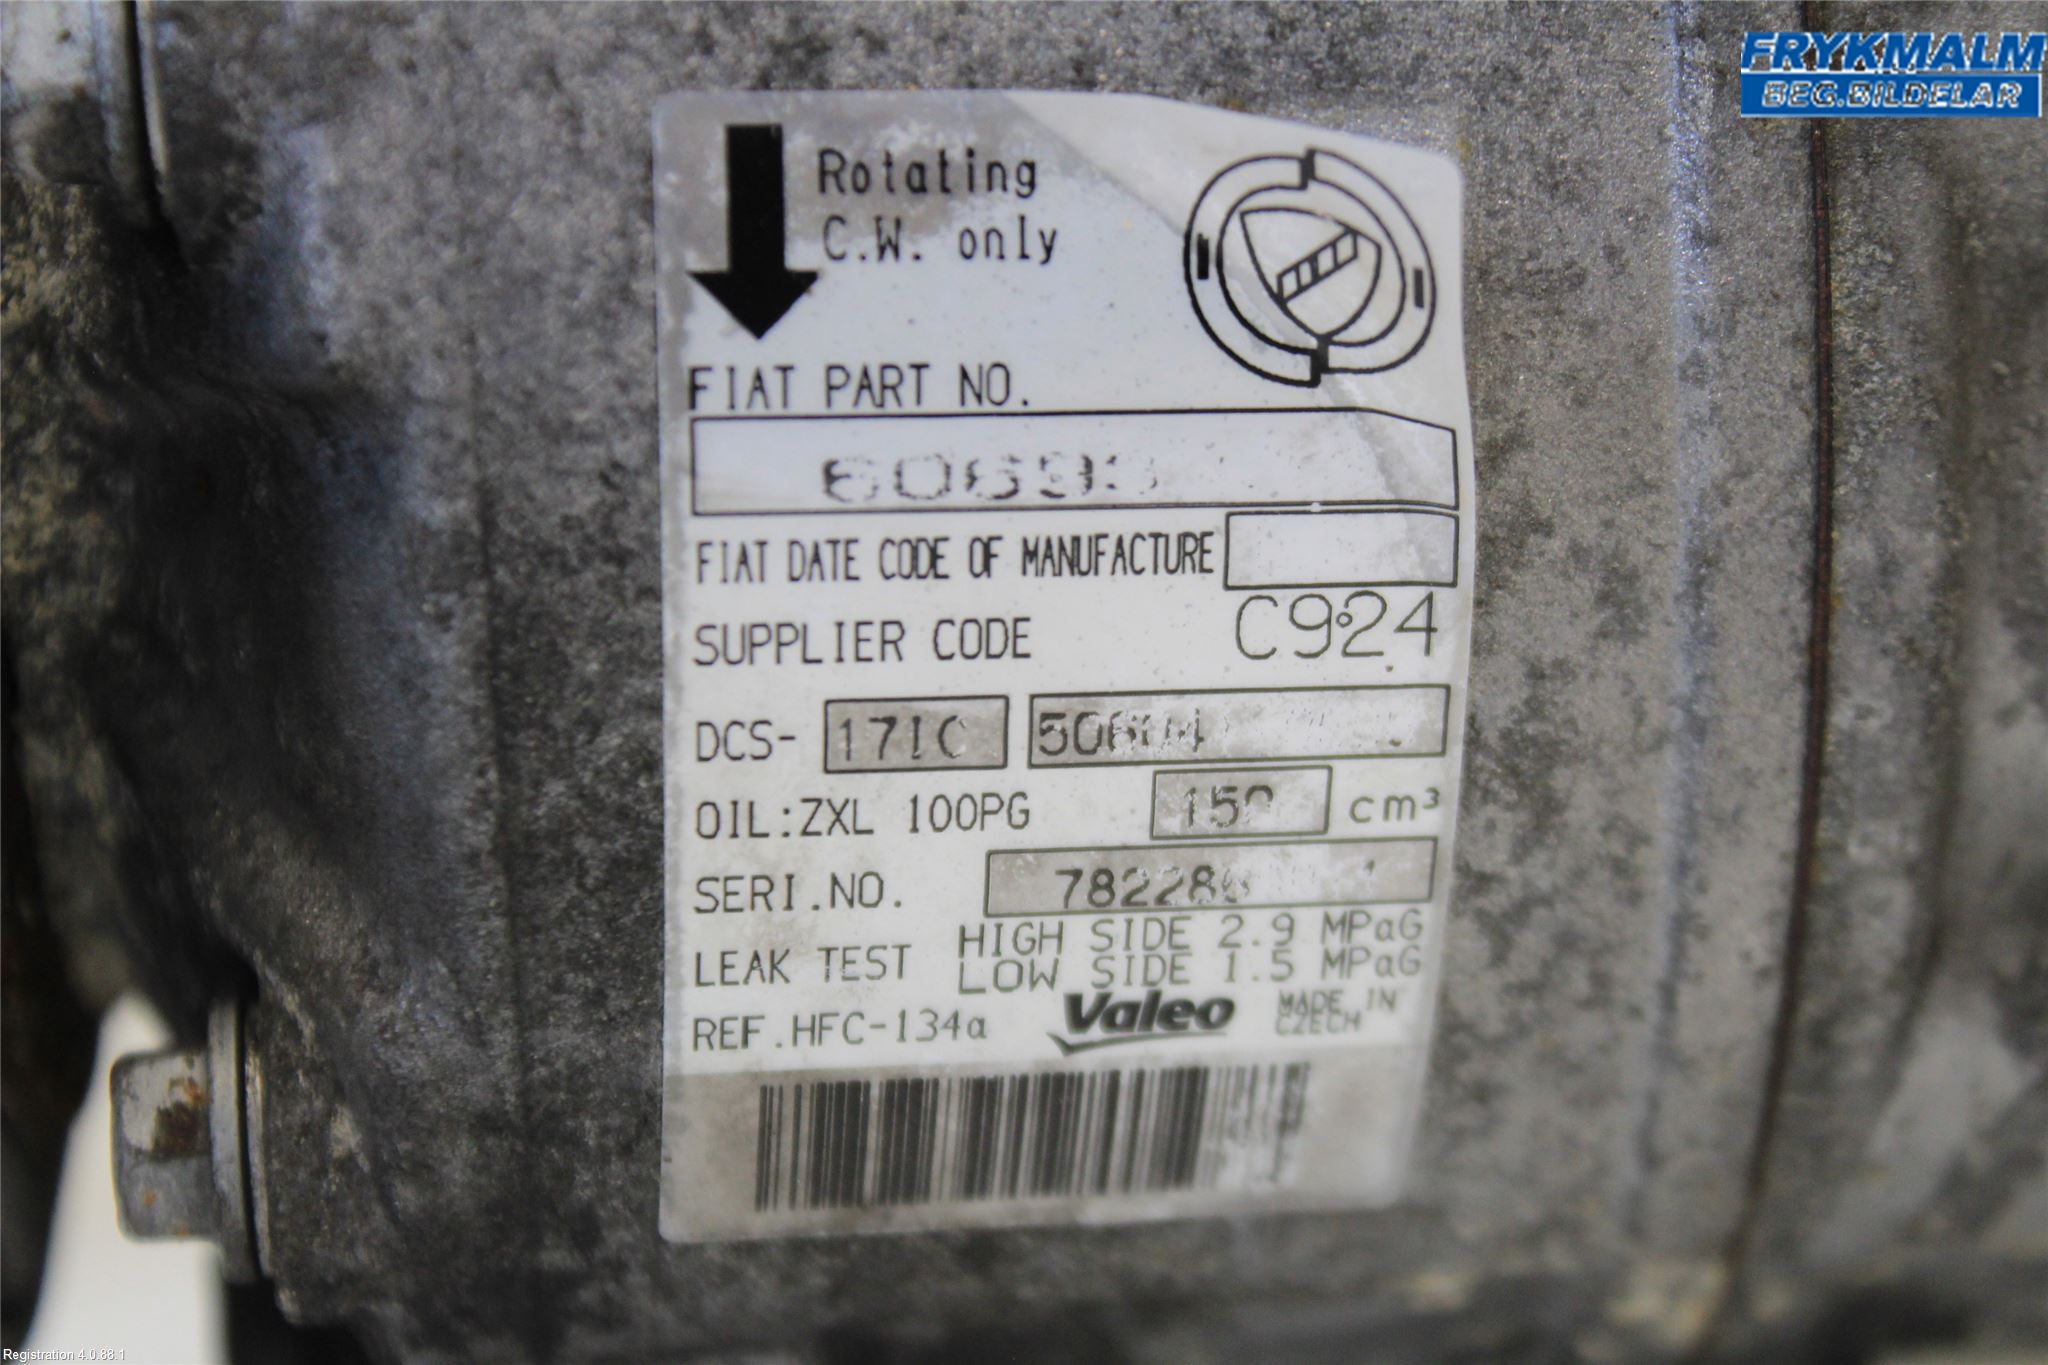 FRYKMALM
BEG.BILDELAR
Rotating
C.W. only
FIAT PART NO.
FIAT DATE CODE OF MANUFACTURE
SUPPLIER CODE C924
DCS- 17IC
OIL:ZXL 100PG cm³
SERI.NO.
LEAK TEST HIGH SIDE 2.9 MPaG
LOW SIDE 1.5 MPaG
REF.HFC-134a Valeo MADE IN
CZECH
Registration 4.0.88.1